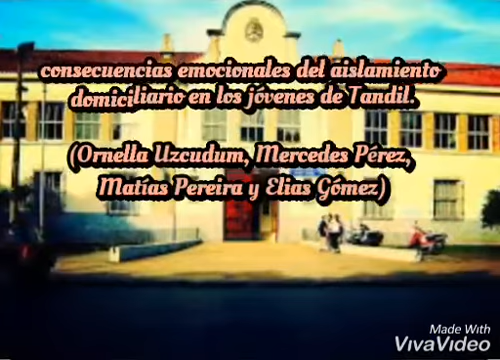 consecuencias emocionales del aislamiento
domiciliario en los jóvenes de Tandil.
(Ornella Uzcudum, Mercedes Pérez,
Matías Pereira y Elias Gómez)
Made With
VivaVideo